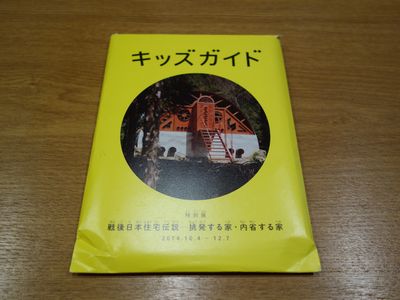 キッズガイド
特別展
戦後日本住宅伝説 挑発する家・内省する家
2014.10.4 - 12.7